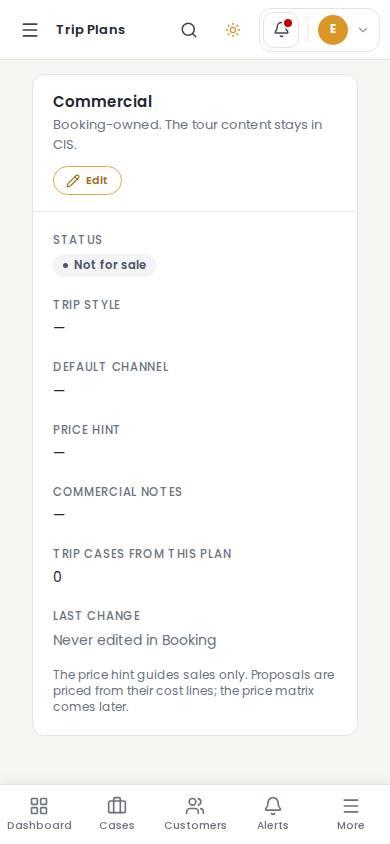 Trip Plans
E
Commercial
Booking-owned. The tour content stays in
CIS.
Edit
STATUS
Not for sale
TRIP STYLE
—
DEFAULT CHANNEL
—
PRICE HINT
—
COMMERCIAL NOTES
—
TRIP CASES FROM THIS PLAN
0
LAST CHANGE
Never edited in Booking
The price hint guides sales only. Proposals are
priced from their cost lines; the price matrix
comes later.
Dashboard Cases Customers Alerts More